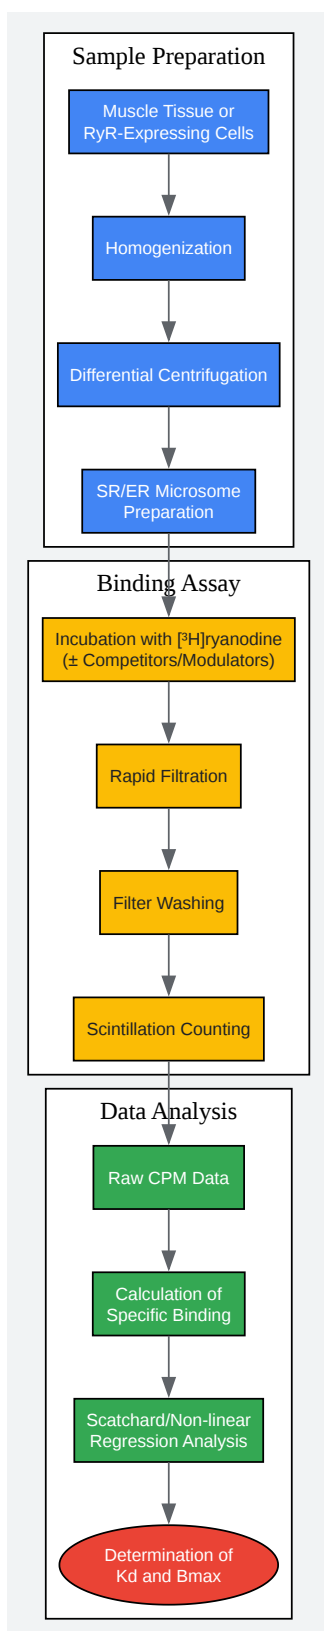 Sample Preparation
Muscle Tissue or
RyR-Expressing Cells
Homogenization
Differential Centrifugation
SR/ER Microsome
Preparation
Binding Assay
Incubation with [³H]ryanodine
(± Competitors/Modulators)
Rapid Filtration
Filter Washing
Scintillation Counting
Data Analysis
Raw CPM Data
Calculation of
Specific Binding
Scatchard/Non-linear
Regression Analysis
Determination of
Kd and Bmax